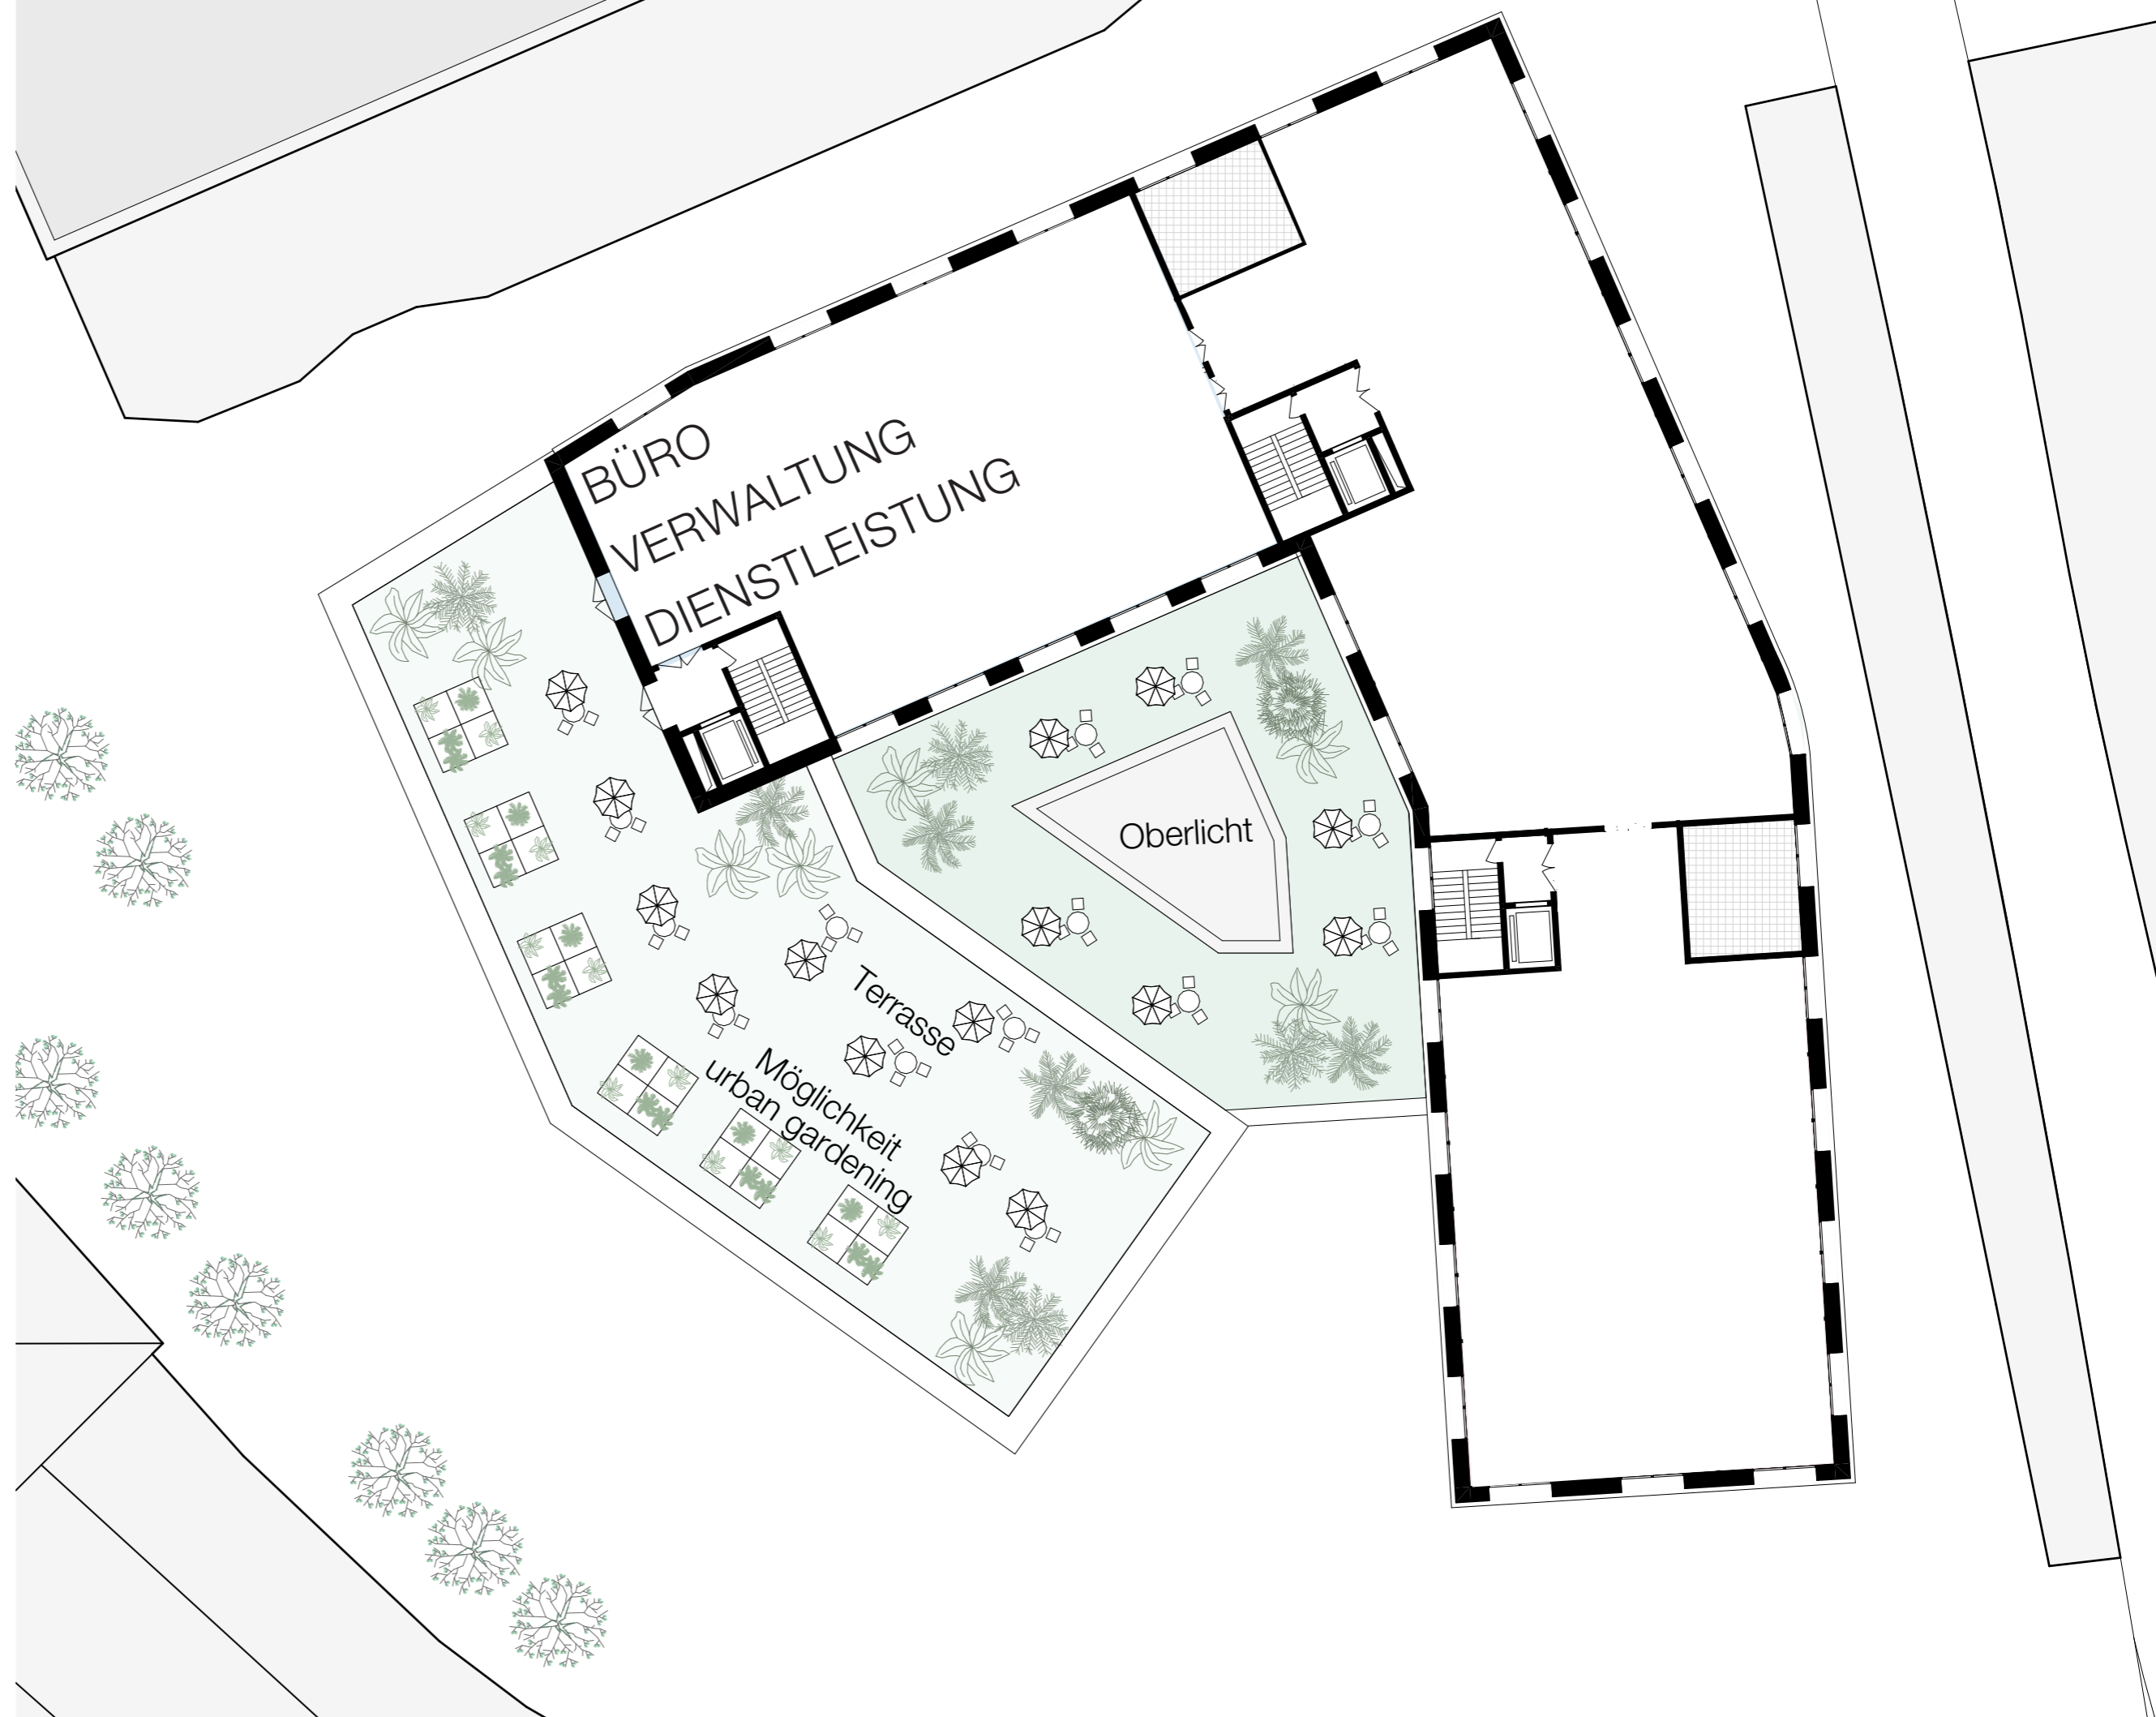 BÜRO
VERWALTUNG
DIENSTLEISTUNG
Oberlicht
Terrasse
Möglichkeit
urban gardening